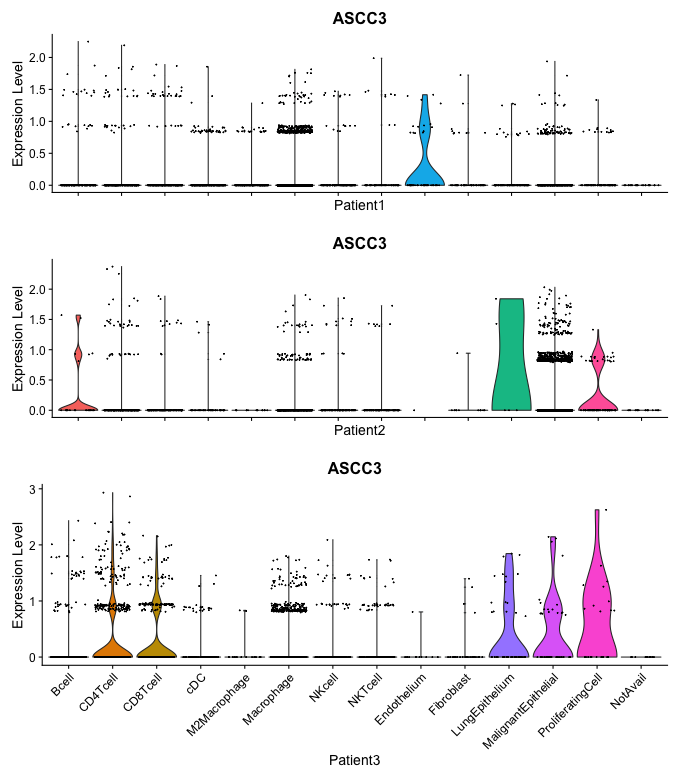 ASCC3
Expression Level
2.0
1.5
1.0
0.5
0.0
Patient1
ASCC3
Expression Level
2.0
1.5
1.0
0.5
0.0
Patient2
ASCC3
Expression Level
3
2
1
0
Bcell
CD4Tcell
CD8Tcell
cDC
M2Macrophage
Macrophage
NKcell
NKTcell
Endothelium
Fibroblast
LungEpithelium
MalignantEpithelial
ProliferatingCell
NotAvail
Patient3